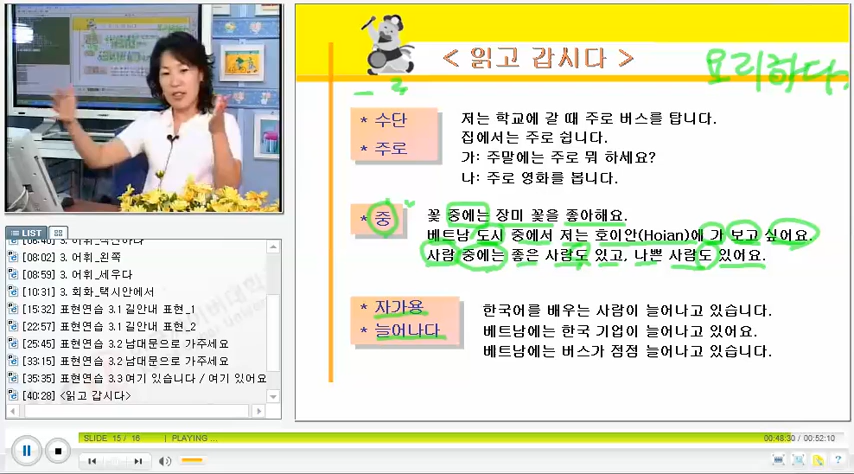 < 읽고 갑시다 >
요리하다.
* 수단
* 주로
저는 학교에 갈 때 주로 버스를 탑니다.
집에서는 주로 쉽니다.
가: 주말에는 주로 뭐 하세요?
나: 주로 영화를 봅니다.
* 중
꽃 중에는 장미 꽃을 좋아해요.
베트남 도시 중에서 저는 호이안(Hoian)에 가 보고 싶어요.
사람 중에는 좋은 사람도 있고, 나쁜 사람도 있어요.
* 자가용
* 늘어나다
한국어를 배우는 사람이 늘어나고 있습니다.
베트남에는 한국 기업이 늘어나고 있어요.
베트남에는 버스가 점점 늘어나고 있습니다.
LIST
[08:02] 3. 어휘_왼쪽
[08:59] 3. 어휘_세우다
[10:31] 3. 회화_택시안에서
[15:32] 표현연습 3.1 길안내 표현_1
[22:57] 표현연습 3.1 길안내 표현_2
[25:45] 표현연습 3.2 남대문으로 가주세요
[33:15] 표현연습 3.2 남대문으로 가주세요
[35:35] 표현연습 3.3 여기 있습니다 / 여기 있어요
[40:28] <읽고 갑시다>
SLIDE 15 / 16 | PLAYING ...
00:48:30 / 00:52:10